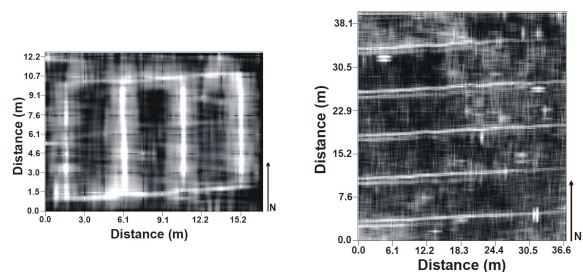 12.2
10.7
9.1
7.6
6.1
4.6
3.0
1.5
0.0
Distance (m)
0.0 3.0 6.1 9.1 12.2 15.2
Distance (m)
N
38.1
30.5
22.9
15.2
7.6
0.0
Distance (m)
0.0 6.1 12.2 18.3 24.4 30.5 36.6
Distance (m)
N